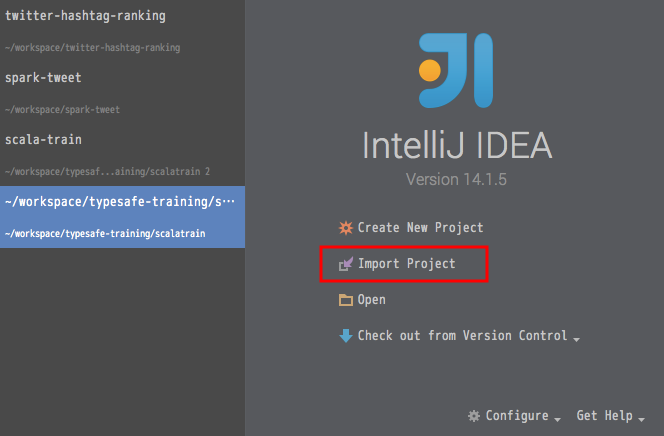 twitter-hashtag-ranking
~/workspace/twitter-hashtag-ranking
spark-tweet
~/workspace/spark-tweet
scala-train
~/workspace/typesaf...aining/scalatrain 2
~/workspace/typesafe-training/s…
~/workspace/typesafe-training/scalatrain
IntelliJ IDEA
Version 14.1.5
Create New Project
Import Project
Open
Check out from Version Control
Configure
Get Help